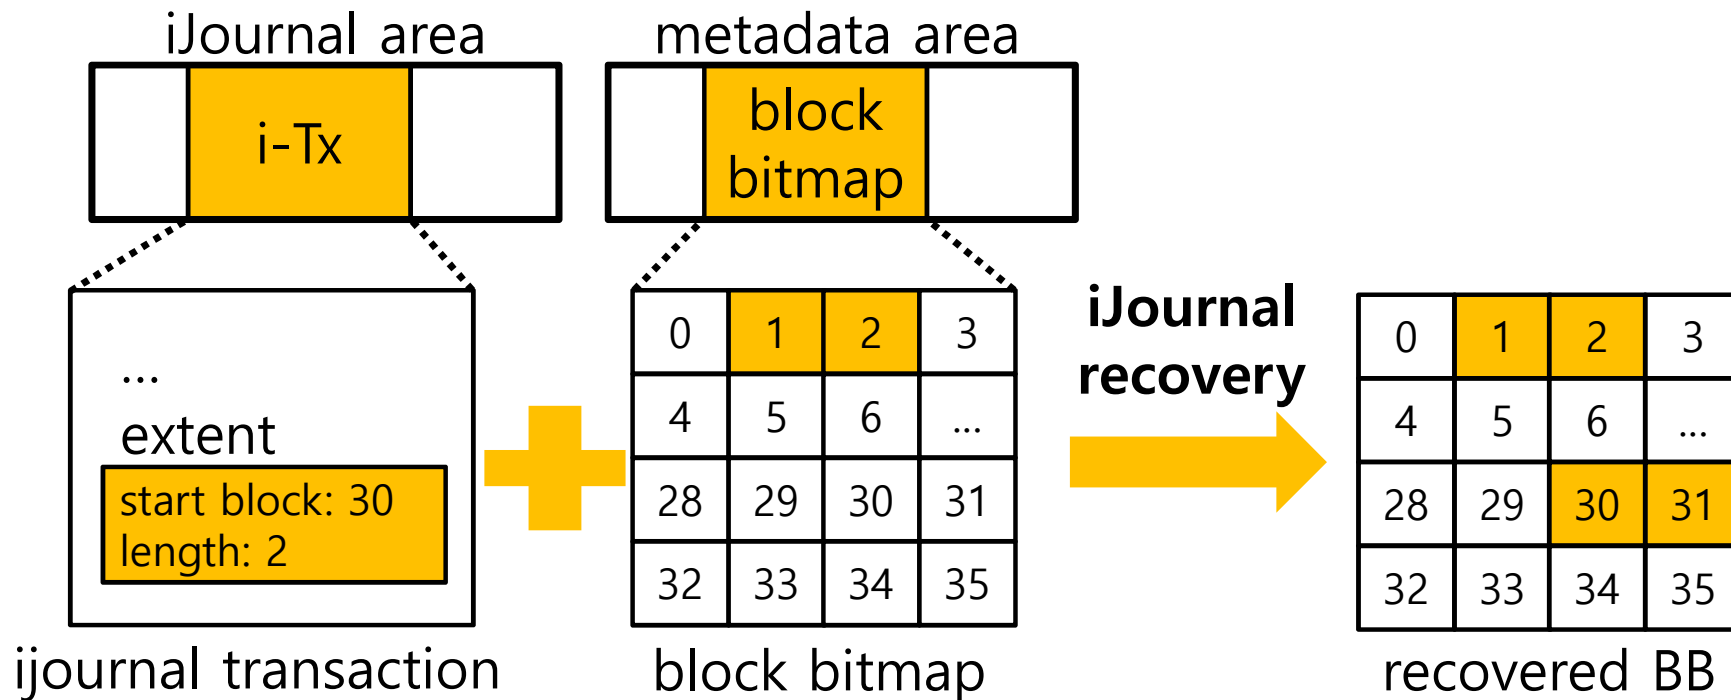 iJournal area
metadata area
i-Tx
block
bitmap
...
extent
start block: 30
length: 2
ijournal transaction
0 1 2 3
4 5 6 ...
28 29 30 31
32 33 34 35
block bitmap
iJournal
recovery
0 1 2 3
4 5 6 ...
28 29 30 31
32 33 34 35
recovered BB